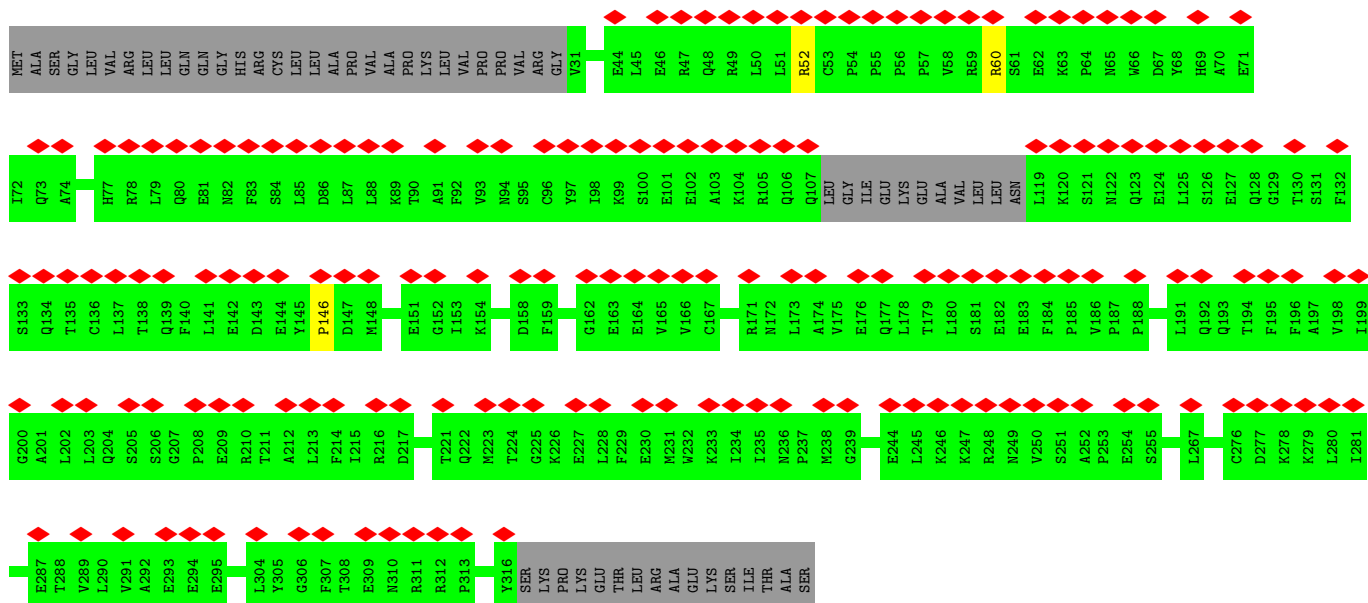 MET ALA SER GLY LEU VAL ARG LEU LEU GLN GLN GLY HIS ARG CYS LEU LEU ALA PRO VAL ALA PRO LYS LEU VAL PRO PRO VAL ARG GLY V31 E44 L45 E46 R47 Q48 R49 L50 L51 R52 C53 P54 P55 P56 P57 V58 R59 R60 S61 E62 K63 P64 N65 W66 D67 Y68 H69 A70 E71
I72 Q73 A74 H77 R78 L79 Q80 E81 N82 F83 S84 L85 D86 L87 L88 K89 T90 A91 F92 V93 N94 S95 C96 Y97 I98 K99 S100 E101 E102 A103 K104 R105 Q106 Q107 LEU GLY ILE GLU LYS GLU ALA VAL LEU LEU ASN L119 K120 S121 N122 Q123 E124 L125 S126 E127 Q128 G129 T130 S131 F132
S133 Q134 T135 C136 L137 T138 Q139 F140 L141 E142 D143 E144 Y145 P146 D147 M148 E151 G152 I153 K154 D158 F159 G162 E163 E164 V165 V166 C167 R171 N172 L173 A174 V175 E176 Q177 L178 T179 L180 S181 E182 E183 F184 P185 V186 P187 P188 L191 Q192 Q193 T194 F195 F196 A197 V198 I199
G200 A201 L202 L203 Q204 S205 S206 G207 P208 E209 R210 T211 A212 L213 F214 I215 R216 D217 T221 Q222 M223 T224 G225 K226 E227 L228 F229 E230 M231 W232 K233 I234 I235 N236 P237 M238 G239 E244 L245 K246 K247 R248 N249 V250 S251 A252 P253 E254 S255 L267 C276 D277 K278 K279 L280 I281
E287 T288 V289 L290 V291 A292 E293 E294 E295 L304 Y305 G306 F307 T308 E309 N310 R311 R312 P313 Y316 SER LYS PRO LYS GLU THR LEU ARG ALA GLU LYS SER ILE THR ALA SER